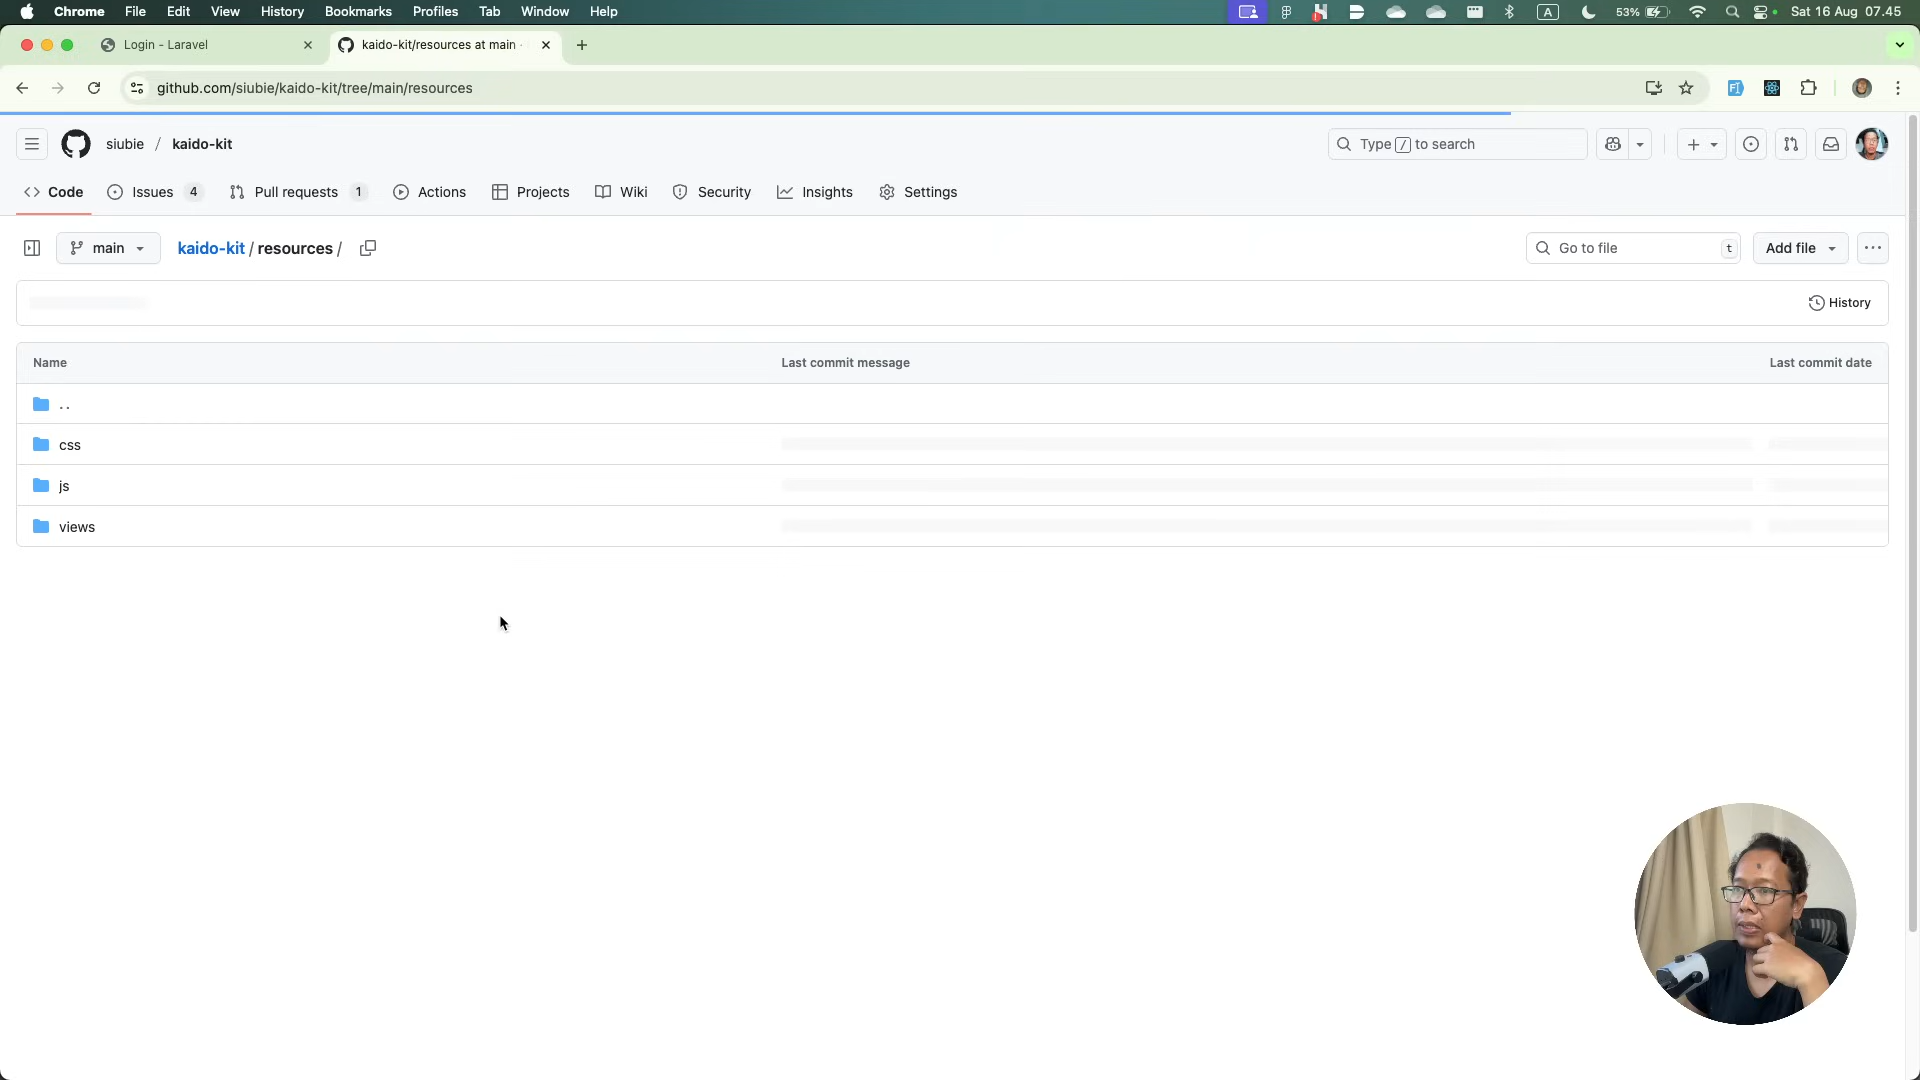 Chrome File Edit View History Bookmarks Profiles Tab Window Help A 53% Sat 16 Aug 07.45
Login - Laravel
kaido-kit/resources at main ·
github.com/siubie/kaido-kit/tree/main/resources
siubie / kaido-kit
Type / to search
Code
Issues 4
Pull requests 1
Actions
Projects
Wiki
Security
Insights
Settings
main
kaido-kit / resources /
Go to file t
Add file
History
Name Last commit message Last commit date
..
css
js
views